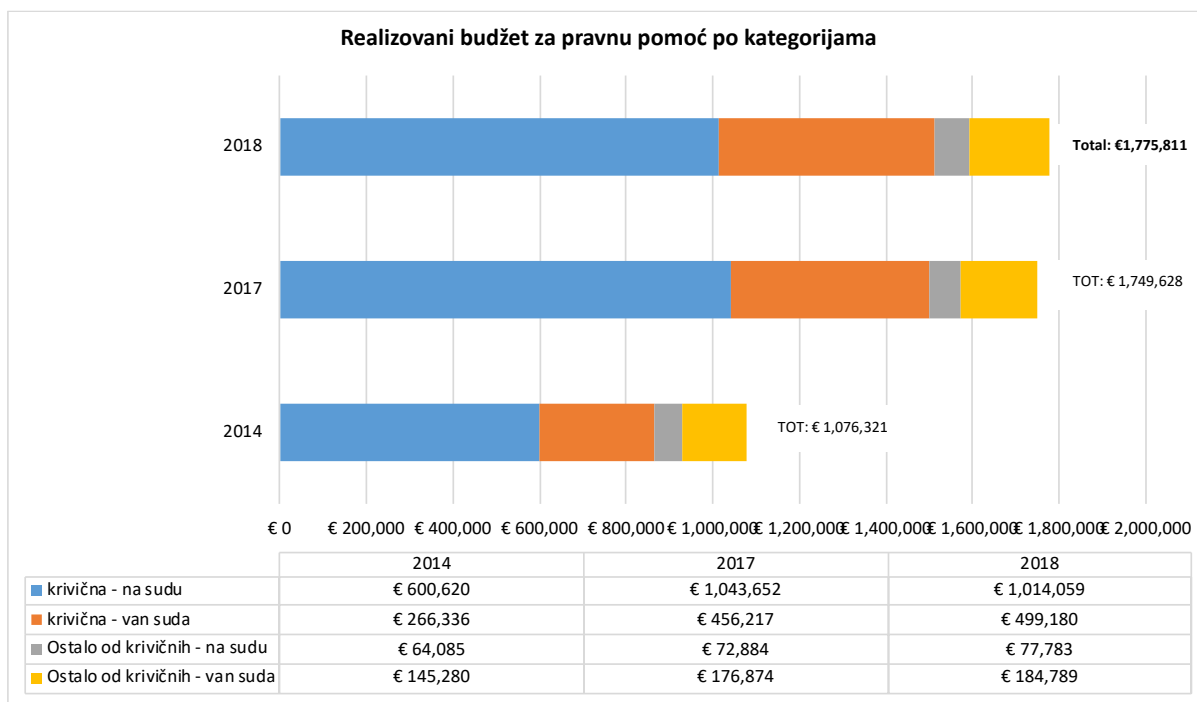 Realizovani budžet za pravnu pomoć po kategorijama
2018
Total: €1,775,811
2017
TOT: € 1,749,628
2014
TOT: € 1,076,321
€ 0 € 200,000 € 400,000 € 600,000 € 800,000 € 1,000,000 € 1,200,000 € 1,400,000 € 1,600,000 € 1,800,000 € 2,000,000
2014 2017 2018
krivična - na sudu € 600,620 € 1,043,652 € 1,014,059
krivična - van suda € 266,336 € 456,217 € 499,180
Ostalo od krivičnih - na sudu € 64,085 € 72,884 € 77,783
Ostalo od krivičnih - van suda € 145,280 € 176,874 € 184,789